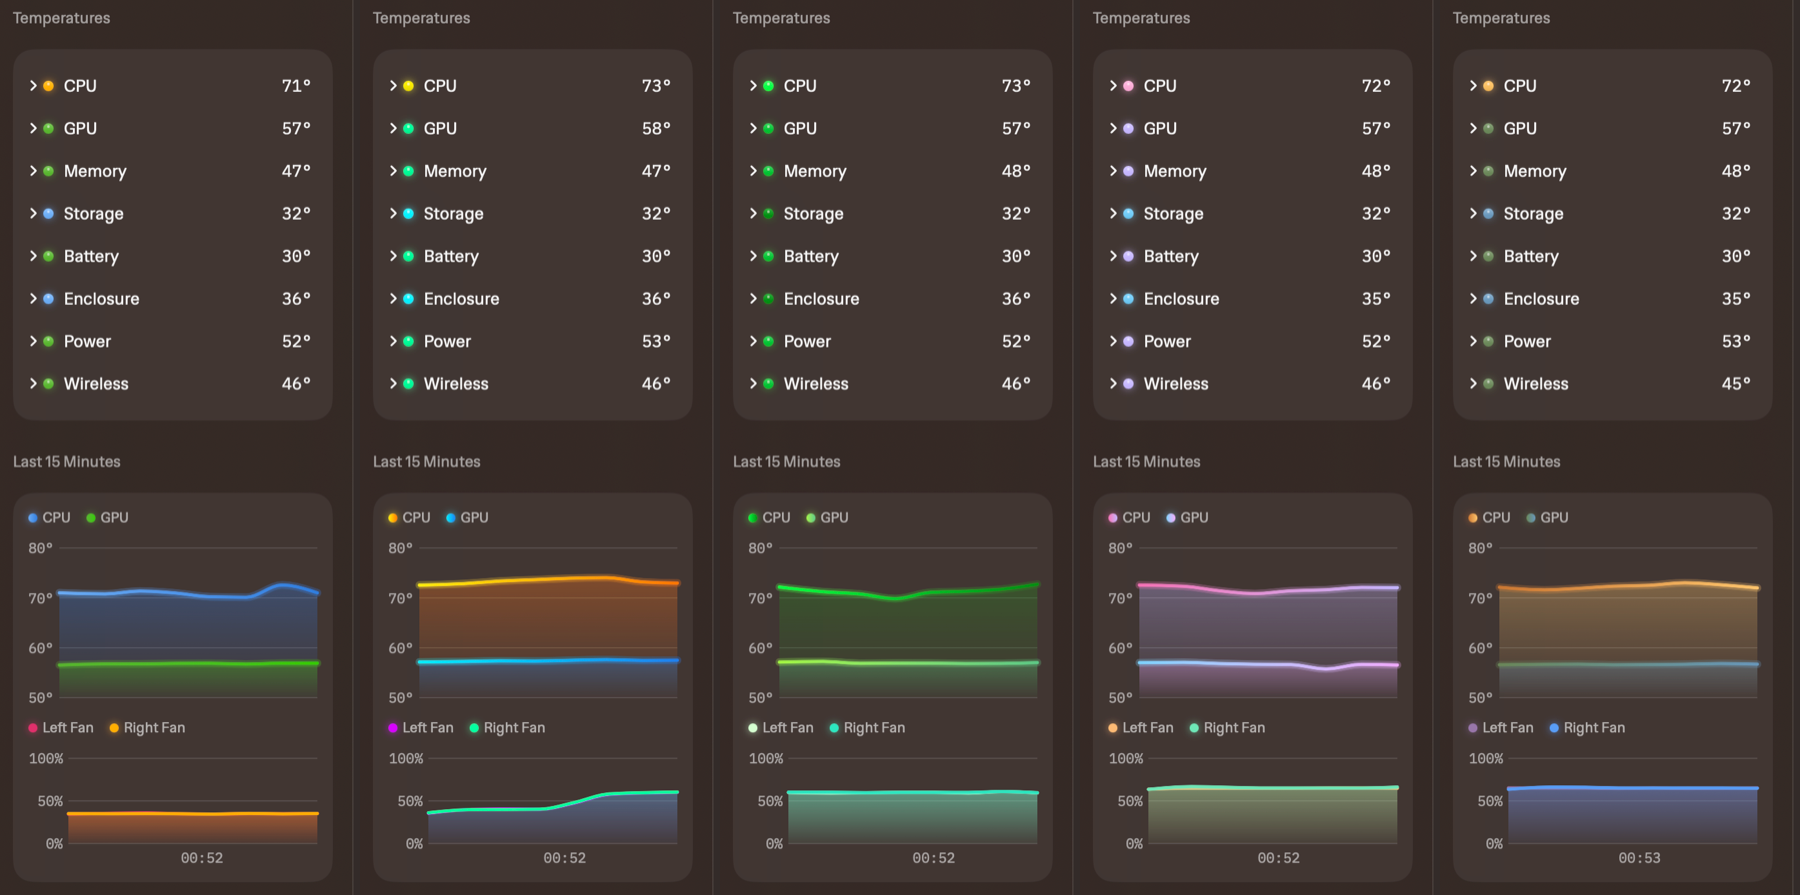 Temperatures
CPU 71°
GPU 57°
Memory 47°
Storage 32°
Battery 30°
Enclosure 36°
Power 52°
Wireless 46°
Last 15 Minutes
CPU GPU
80°
70°
60°
50°
Left Fan Right Fan
100%
50%
0%
00:52
Temperatures
CPU 73°
GPU 58°
Memory 47°
Storage 32°
Battery 30°
Enclosure 36°
Power 53°
Wireless 46°
Last 15 Minutes
CPU GPU
80°
70°
60°
50°
Left Fan Right Fan
100%
50%
0%
00:52
Temperatures
CPU 73°
GPU 57°
Memory 48°
Storage 32°
Battery 30°
Enclosure 36°
Power 52°
Wireless 46°
Last 15 Minutes
CPU GPU
80°
70°
60°
50°
Left Fan Right Fan
100%
50%
0%
00:52
Temperatures
CPU 72°
GPU 57°
Memory 48°
Storage 32°
Battery 30°
Enclosure 35°
Power 52°
Wireless 46°
Last 15 Minutes
CPU GPU
80°
70°
60°
50°
Left Fan Right Fan
100%
50%
0%
00:52
Temperatures
CPU 72°
GPU 57°
Memory 48°
Storage 32°
Battery 30°
Enclosure 35°
Power 53°
Wireless 45°
Last 15 Minutes
CPU GPU
80°
70°
60°
50°
Left Fan Right Fan
100%
50%
0%
00:53